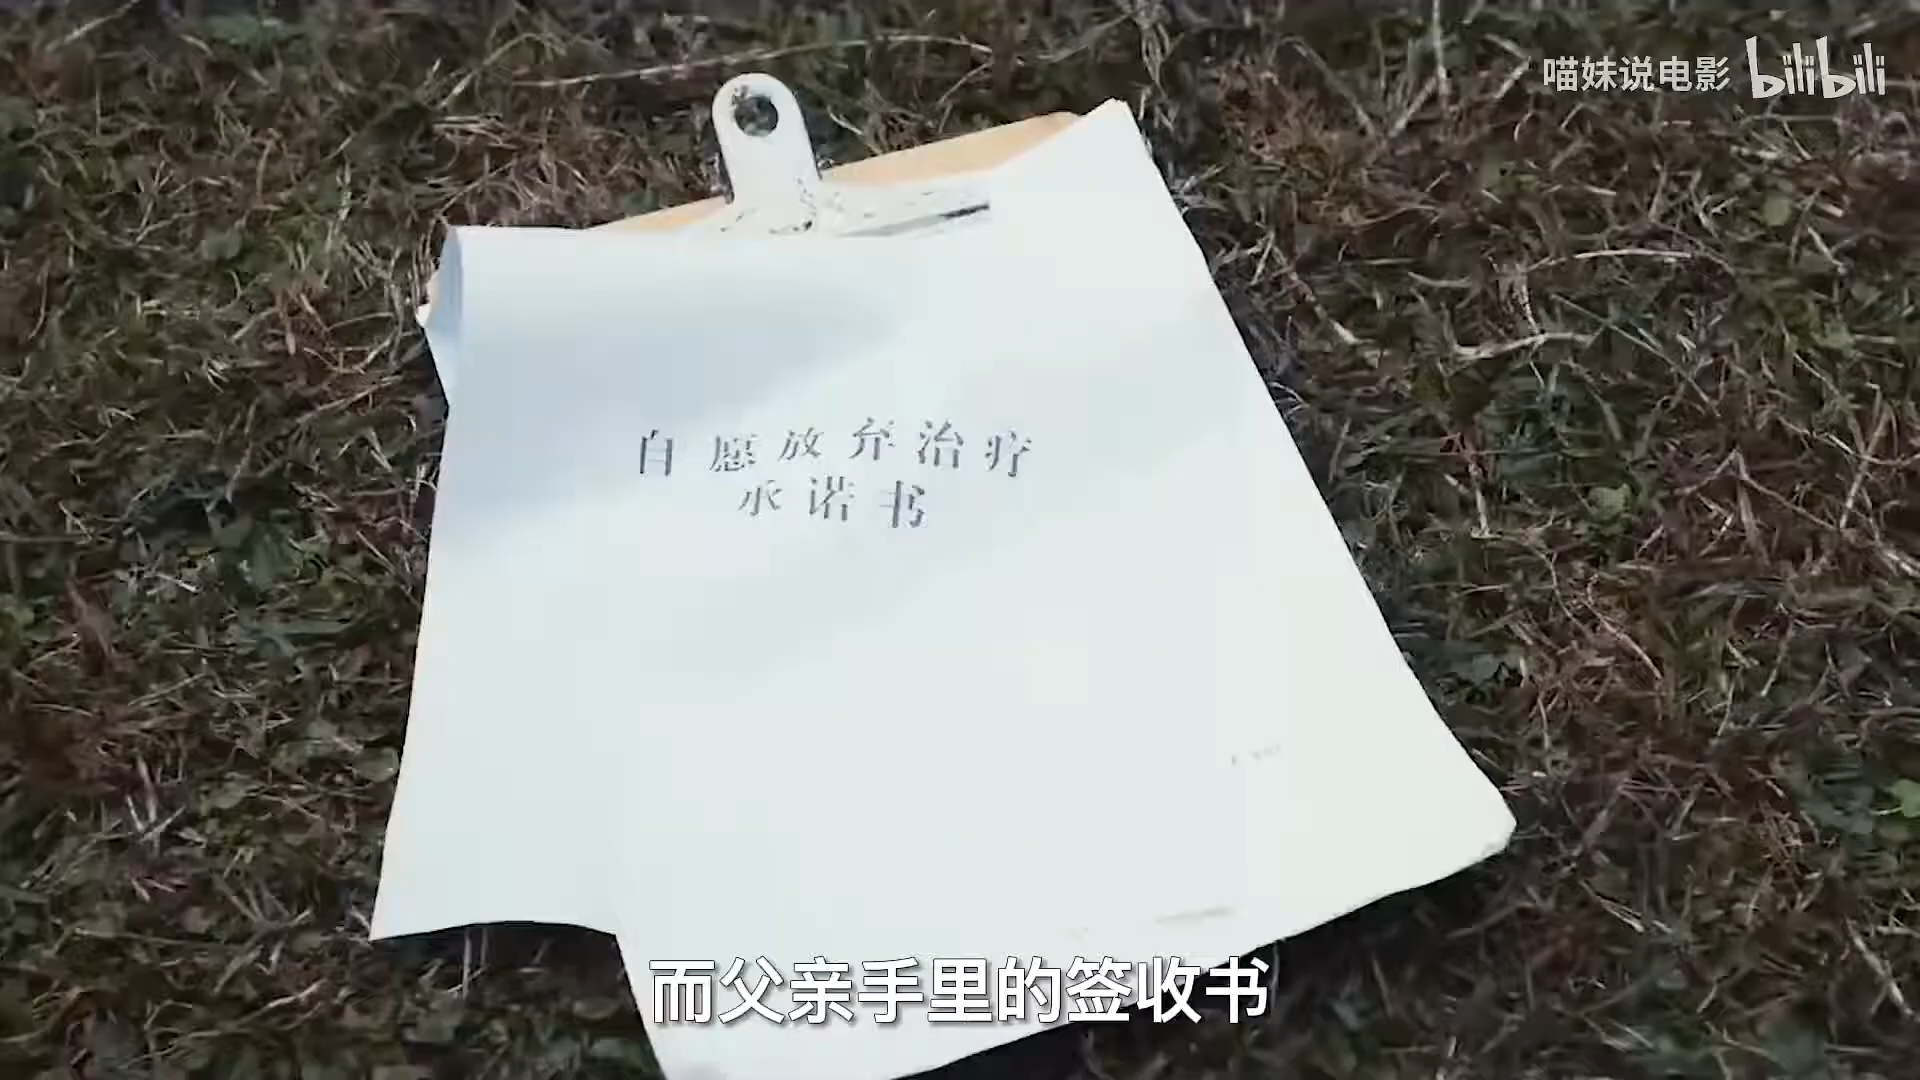 喵妹说电影 bilibili
自愿放弃治疗
承诺书
而父亲手里的签收书